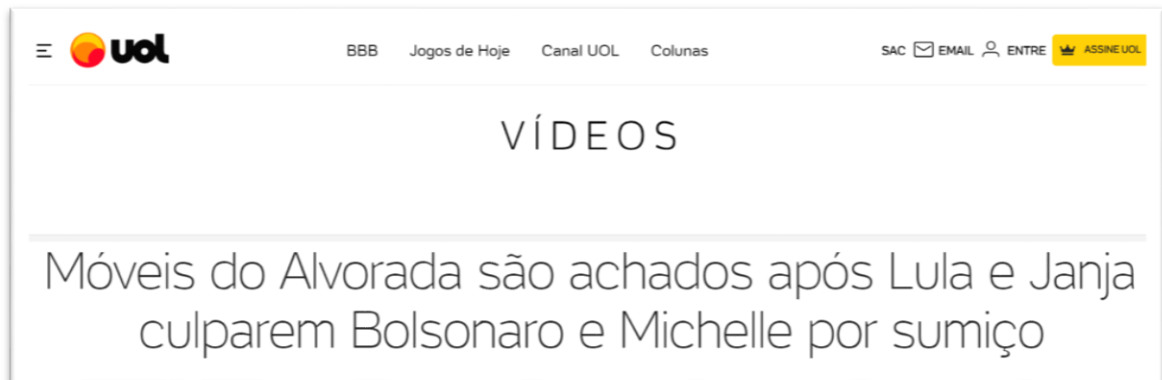 uol BBB Jogos de Hoje Canal UOL Colunas SAC EMAIL ENTRE ASSINE UOL
VÍDEOS
Móveis do Alvorada são achados após Lula e Janja
culparem Bolsonaro e Michelle por sumiço